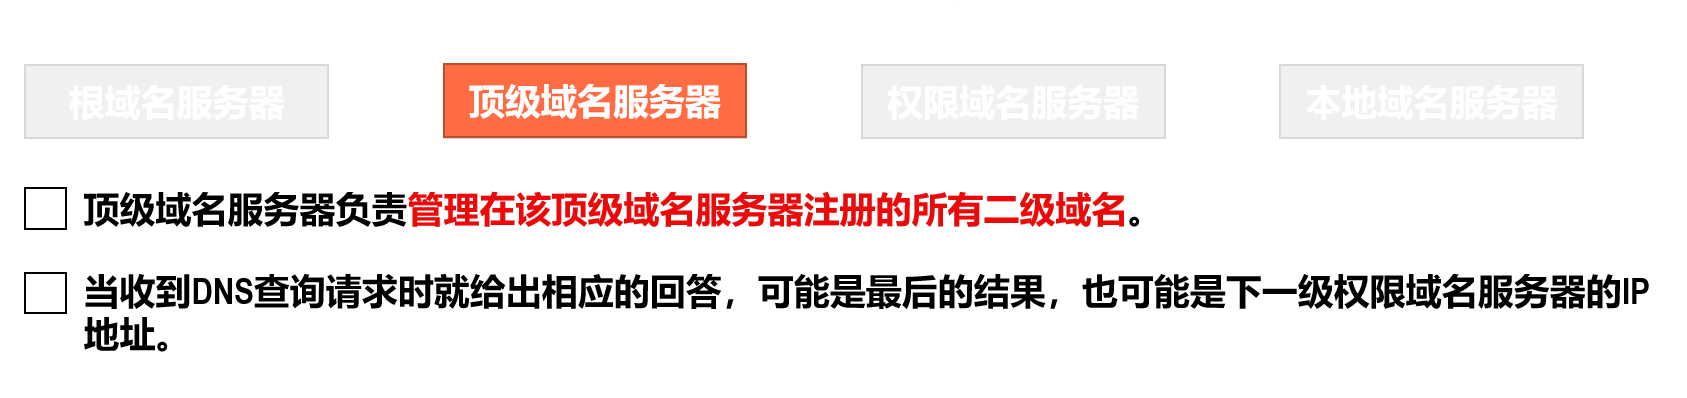 根域名服务器 顶级域名服务器 权限域名服务器 本地域名服务器
顶级域名服务器负责管理在该顶级域名服务器注册的所有二级域名。
当收到DNS查询请求时就给出相应的回答，可能是最后的结果，也可能是下一级权限域名服务器的IP
地址。